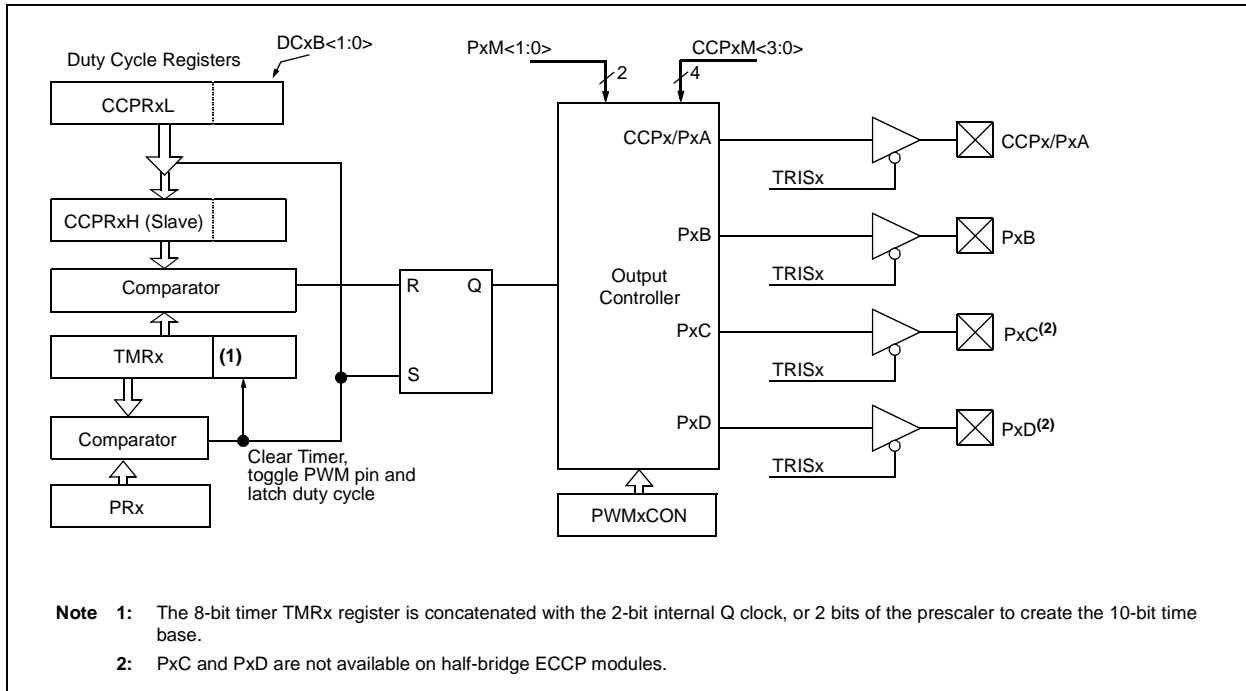 DCxB<1:0>
Duty Cycle Registers
CCPRxL
CCPRxH (Slave)
Comparator
TMRx
(1)
Comparator
PRx
Clear Timer,
toggle PWM pin and
latch duty cycle
R
Q
S
PxM<1:0>
2
CCPxM<3:0>
4
CCPx/PxA
PxB
Output
Controller
PxC
PxD
PWMxCON
TRISx
CCPx/PxA
TRISx
PxB
TRISx
PxC(2)
TRISx
PxD(2)
Note 1: The 8-bit timer TMRx register is concatenated with the 2-bit internal Q clock, or 2 bits of the prescaler to create the 10-bit time
base.
2: PxC and PxD are not available on half-bridge ECCP modules.